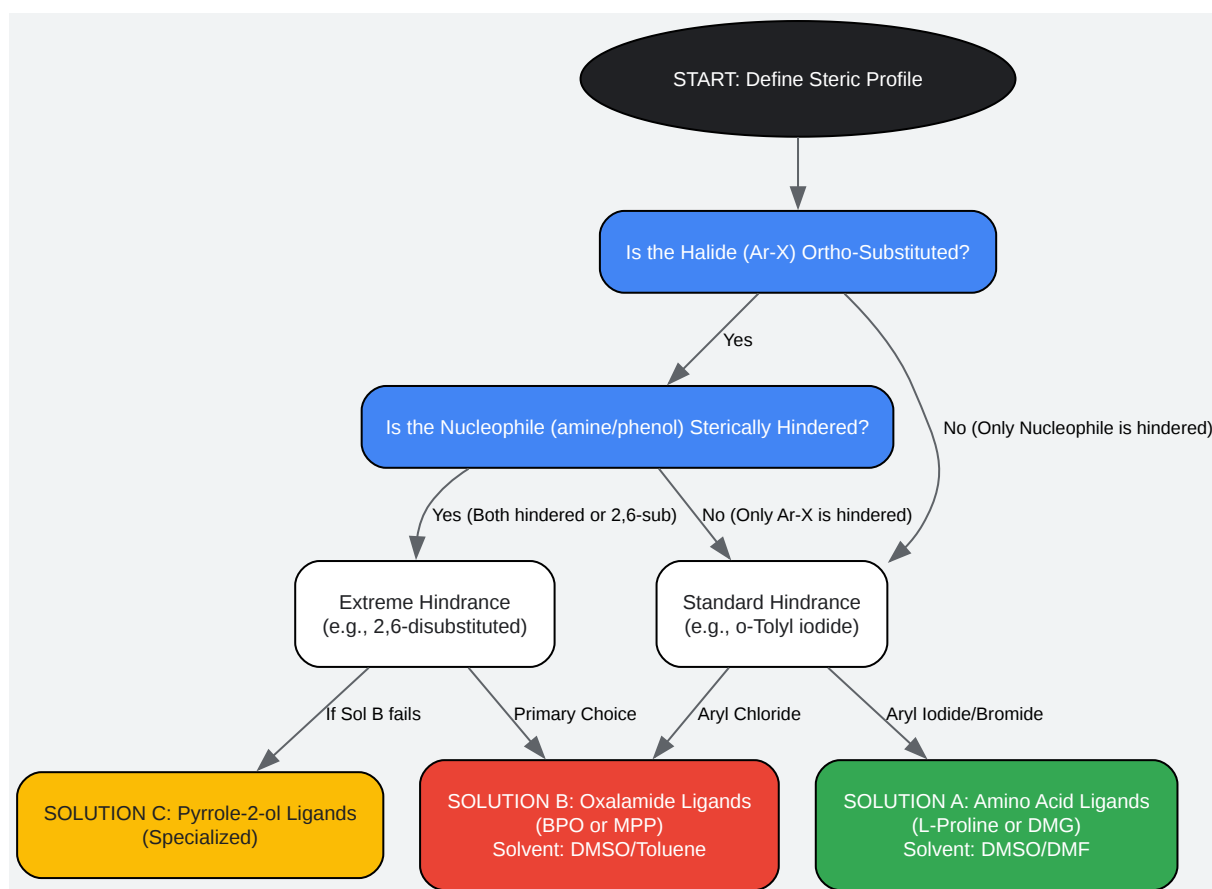 START: Define Steric Profile
Is the Halide (Ar-X) Ortho-Substituted?
Yes
Is the Nucleophile (amine/phenol) Sterically Hindered?
No (Only Nucleophile is hindered)
Yes (Both hindered or 2,6-sub)
No (Only Ar-X is hindered)
Extreme Hindrance
(e.g., 2,6-disubstituted)
Standard Hindrance
(e.g., o-Tolyl iodide)
If Sol B fails
Primary Choice
Aryl Chloride
Aryl Iodide/Bromide
SOLUTION C: Pyrrole-2-ol Ligands
(Specialized)
SOLUTION B: Oxalamide Ligands
(BPO or MPP)
Solvent: DMSO/Toluene
SOLUTION A: Amino Acid Ligands
(L-Proline or DMG)
Solvent: DMSO/DMF